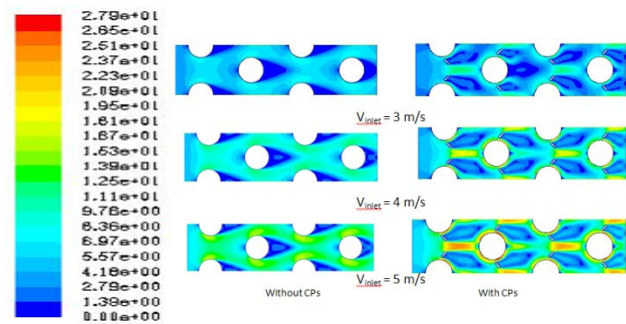 2.79e+01
2.65e+01
2.51e+01
2.37e+01
2.23e+01
2.09e+01
1.95e+01
1.81e+01
1.67e+01
1.53e+01
1.39e+01
1.25e+01
1.11e+01
9.76e+00
8.36e+00
6.97e+00
5.57e+00
4.18e+00
2.79e+00
1.39e+00
0.00e+00
Vinlet = 3 m/s
Vinlet = 4 m/s
Vinlet = 5 m/s
Without CPs
With CPs